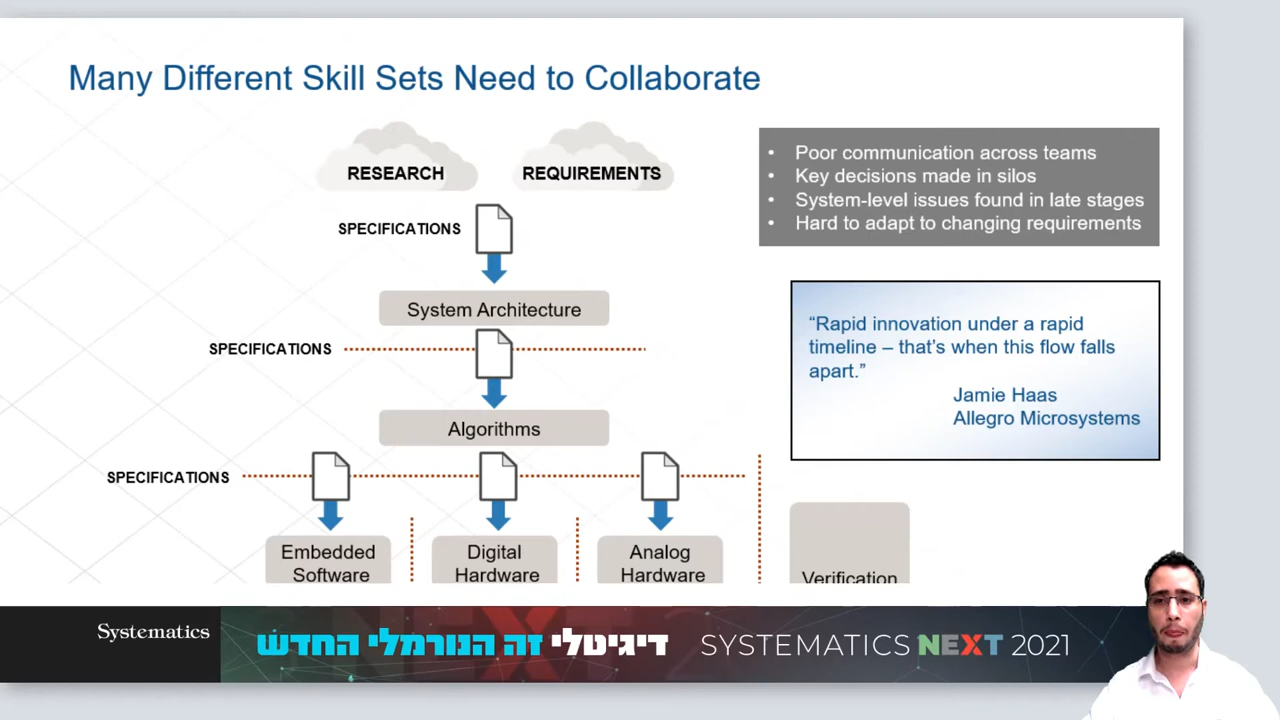 Many Different Skill Sets Need to Collaborate
RESEARCH
REQUIREMENTS
SPECIFICATIONS
System Architecture
SPECIFICATIONS
Algorithms
SPECIFICATIONS
Embedded
Software
Digital
Hardware
Analog
Hardware
Verification
• Poor communication across teams
• Key decisions made in silos
• System-level issues found in late stages
• Hard to adapt to changing requirements
“Rapid innovation under a rapid
timeline – that’s when this flow falls
apart.”
Jamie Haas
Allegro Microsystems
Systematics
דיגיטלי זה הנורמלי החדש
SYSTEMATICS NEXT 2021